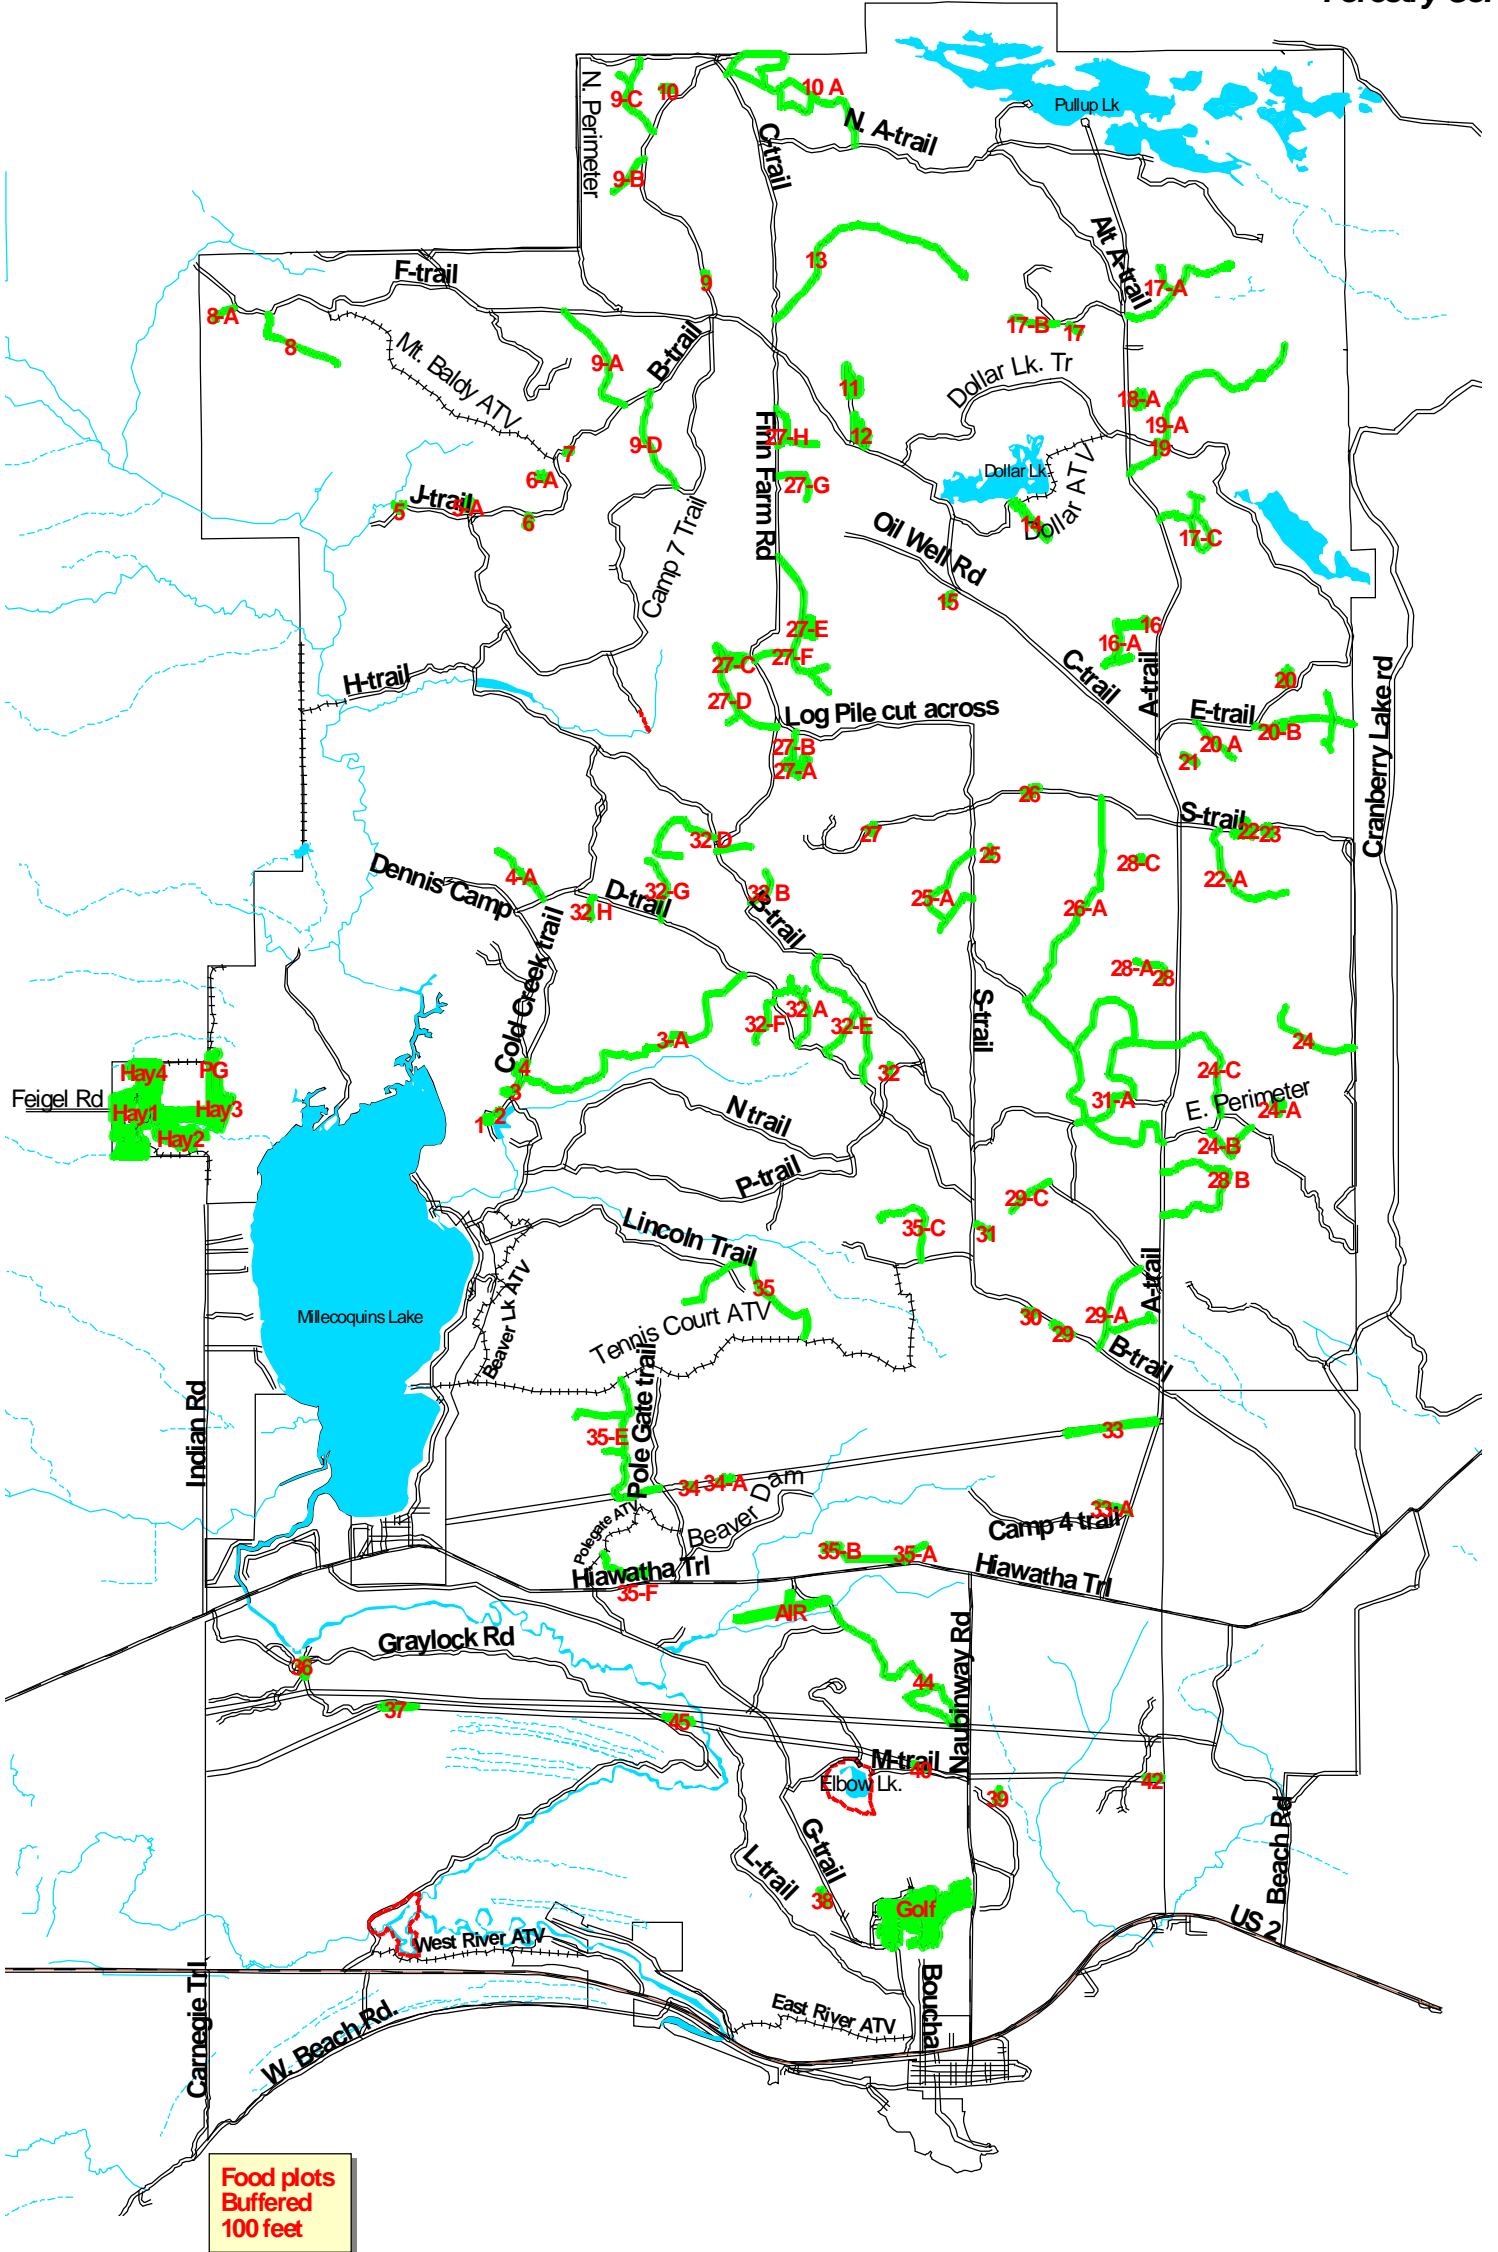 Pullup Lk
N. Perimeter
9-C
10
10 A
N. A-trail
C-trail
9-B
Alt A-trail
F-trail
13
9
17-A
8-A
8
Mt. Baldy ATV
9-A
B-trail
17-B
17
Dollar Lk. Tr
11
18-A
19-A
19
Finn Farm Rd
27-H
12
9-D
7
6-A
Dollar Lk.
Dollar ATV
27-G
J-trail
5
5-A
6
14
17-C
Oil Well Rd
Camp 7 Trail
15
27-E
16
16-A
27-C
27-F
C-trail
A-trail
H-trail
20
27-D
Log Pile cut across
E-trail
20-B
20 A
21
27-B
27-A
Cranberry Lake rd
26
S-trail
22
23
27
32 D
25
28-C
Dennis Camp
4-A
32-G
32 B
22-A
D-trail
32 H
25-A
26-A
B-trail
Cold Creek trail
28-A
28
S-trail
32 A
32-F
32-E
3-A
24
Hay4
PG
4
32
24-C
Feigel Rd
Hay1
Hay3
3
31-A
E. Perimeter
24-A
1
2
N trail
Hay2
24-B
P-trail
28 B
29-C
Lincoln Trail
35-C
31
35
A-trail
Millecoquins Lake
Beaver Lk ATV
Tennis Court ATV
30
29
29-A
B-trail
Indian Rd
Pole Gate trails
35-E
33
34
34-A
Beaver Dam
Polegate ATV
33-A
Camp 4 trail
35-B
35-A
Hiawatha Trl
Hiawatha Trl
35-F
AIR
Graylock Rd
36
44
Naubinway Rd
37
45
M-trail
40
Elbow Lk.
42
39
G-trail
L-trail
Beach Rd
38
Golf
US 2
West River ATV
Carnegie Trl
Boucha
East River ATV
W. Beach Rd.
Food plots
Buffered
100 feet